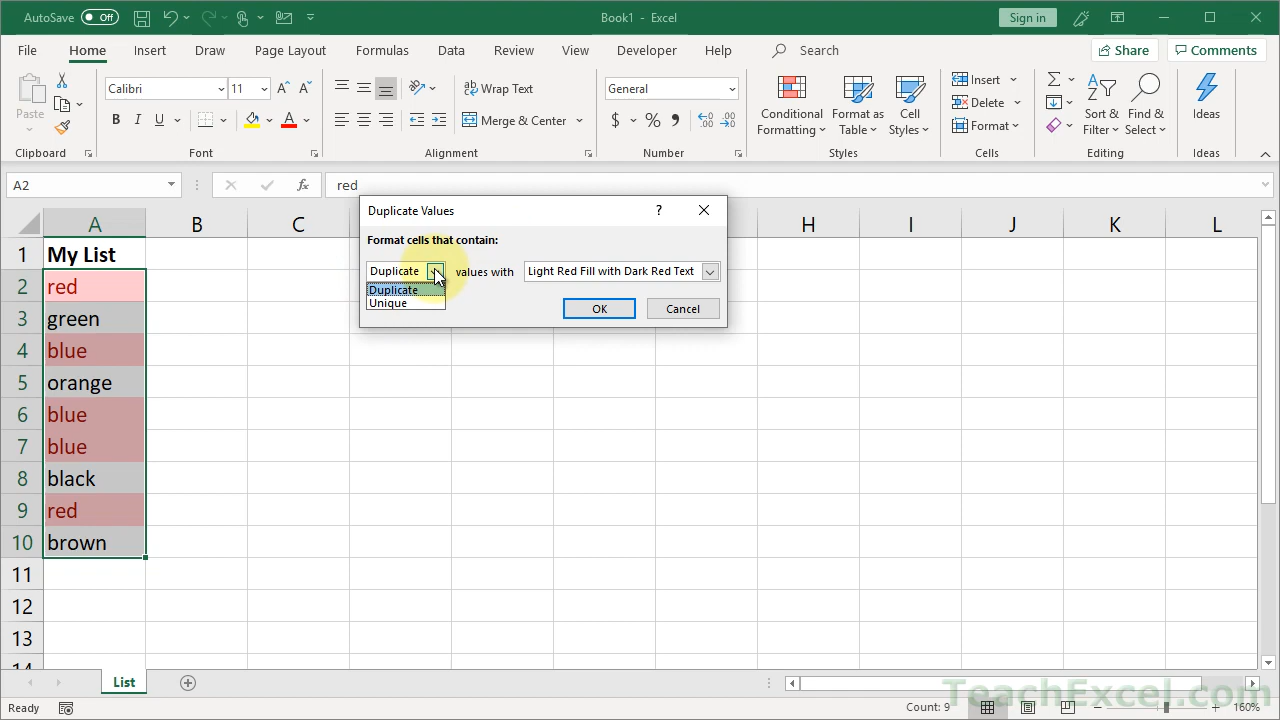 AutoSave Off
Book1 - Excel
Sign in
File Home Insert Draw Page Layout Formulas Data Review View Developer Help Search
Share Comments
Paste
Calibri 11
B I U A
Wrap Text
Merge & Center
General
$ % ,
Conditional Formatting
Format as Table
Cell Styles
Insert
Delete
Format
Sort & Filter
Find & Select
Ideas
Clipboard Font Alignment Number Styles Cells Editing Ideas
A2
fx
red
Duplicate Values ?
Format cells that contain:
Duplicate values with Light Red Fill with Dark Red Text
Duplicate
Unique
OK Cancel
A B C H I J K L
1 My List
2 red
3 green
4 blue
5 orange
6 blue
7 blue
8 black
9 red
10 brown
11
12
13
14
List
TeachExcel.com
Ready
Count: 9
160%